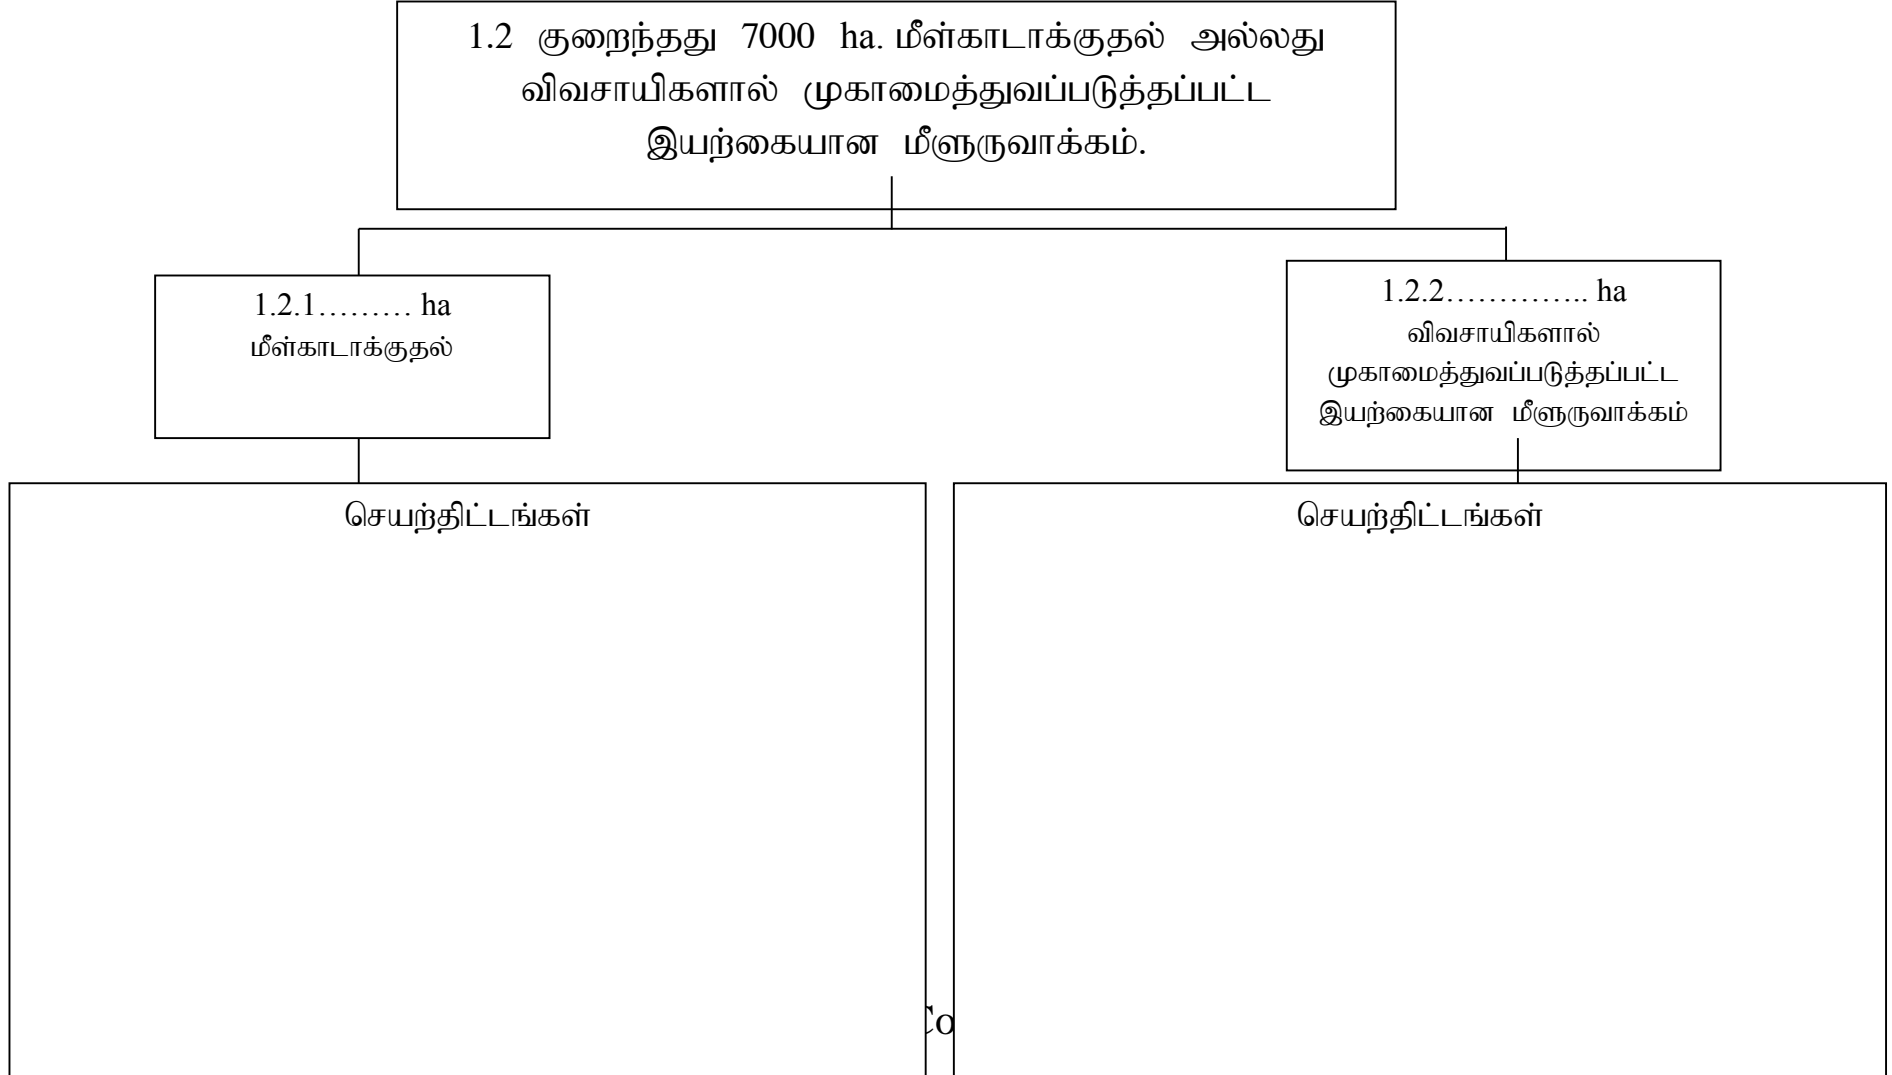 1.2 குறைந்தது 7000 ha. மீள்காடாக்குதல் அல்லது
விவசாயிகளால் முகாமைத்துவப்படுத்தப்பட்ட
இயற்கையான மீளுருவாக்கம்.
1.2.1……… ha
மீள்காடாக்குதல்
1.2.2………….. ha
விவசாயிகளால்
முகாமைத்துவப்படுத்தப்பட்ட
இயற்கையான மீளுருவாக்கம்
செயற்திட்டங்கள்
செயற்திட்டங்கள்